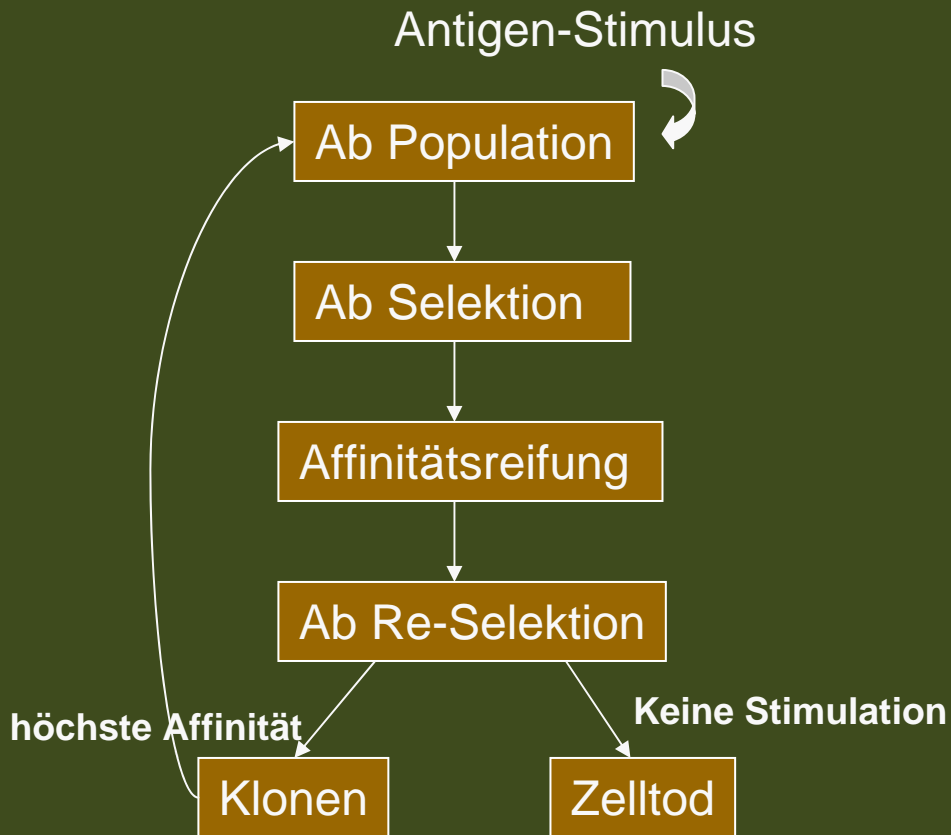 Antigen-Stimulus
Ab Population
Ab Selektion
Affinitätsreifung
Ab Re-Selektion
höchste Affinität
Keine Stimulation
Klonen
Zelltod